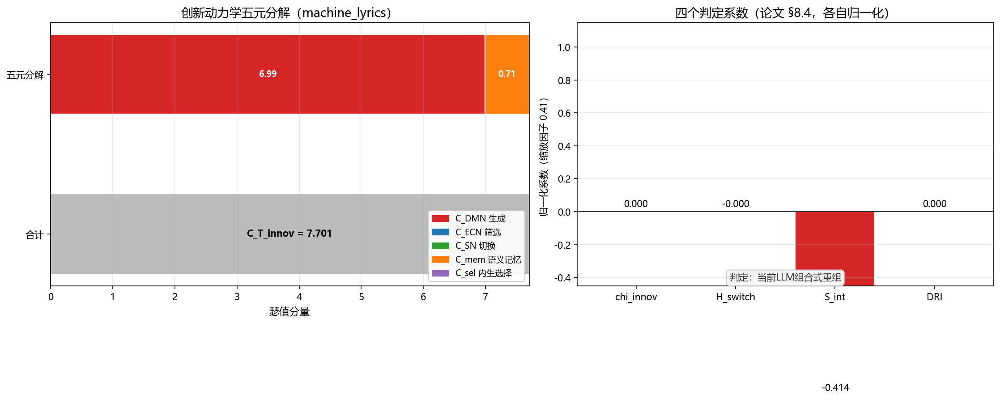 创新动力学五元分解（machine_lyrics）
五元分解
6.99
0.71
合计
C_T_innov = 7.701
C_DMN 生成
C_ECN 筛选
C_SN 切换
C_mem 语义记忆
C_sel 内生选择
0 1 2 3 4 5 6 7
瑟值分量
四个判定系数（论文 §8.4，各自归一化）
归一化系数（缩放因子 0.41）
1.0
0.8
0.6
0.4
0.2
0.0
-0.2
-0.4
0.000 -0.000 0.000
判定：当前LLM组合式重组
chi_innov H_switch S_int DRI
-0.414